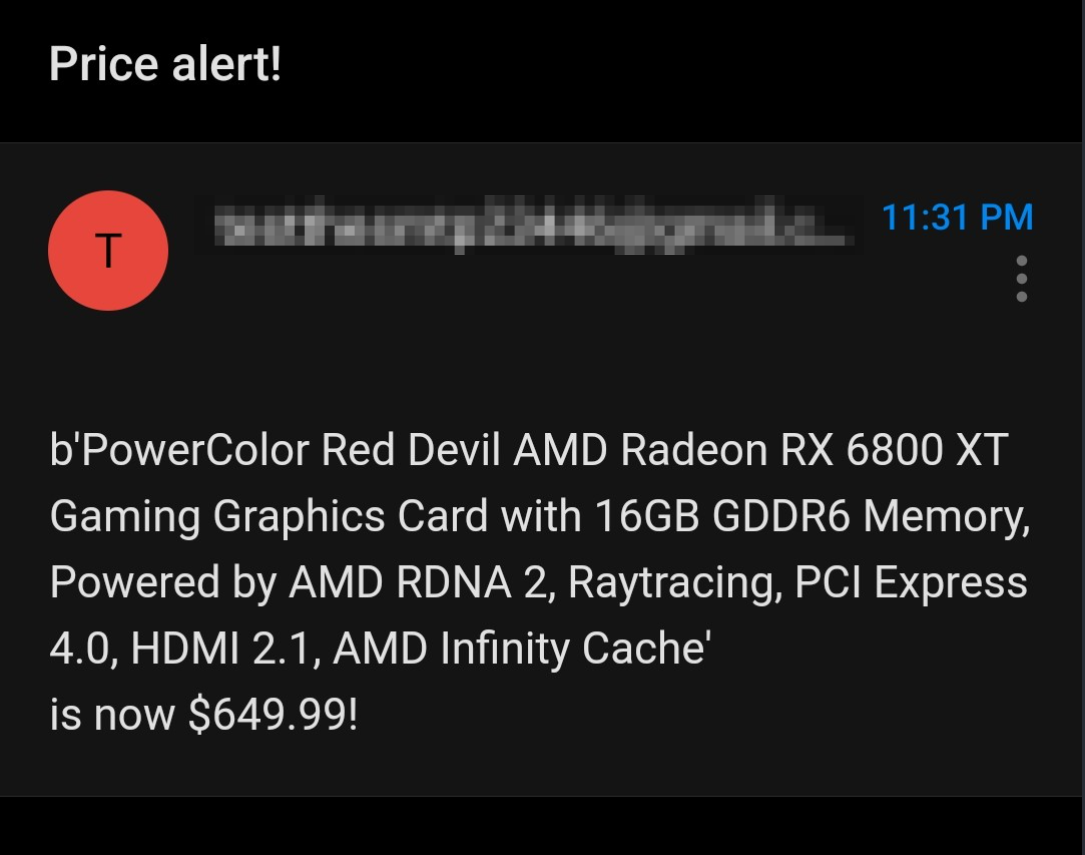 Price alert!
T
11:31 PM
b'PowerColor Red Devil AMD Radeon RX 6800 XT
Gaming Graphics Card with 16GB GDDR6 Memory,
Powered by AMD RDNA 2, Raytracing, PCI Express
4.0, HDMI 2.1, AMD Infinity Cache'
is now $649.99!